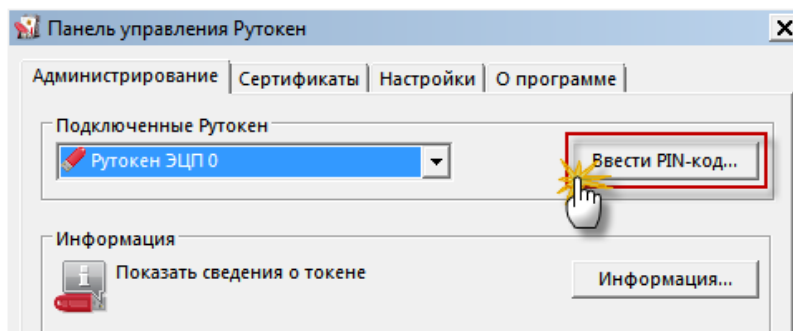 Панель управления Рутокен
Администрирование Сертификаты Настройки О программе
Подключенные Рутокен
Рутокен ЭЦП 0 Ввести PIN-код...
Информация
Показать сведения о токене Информация...